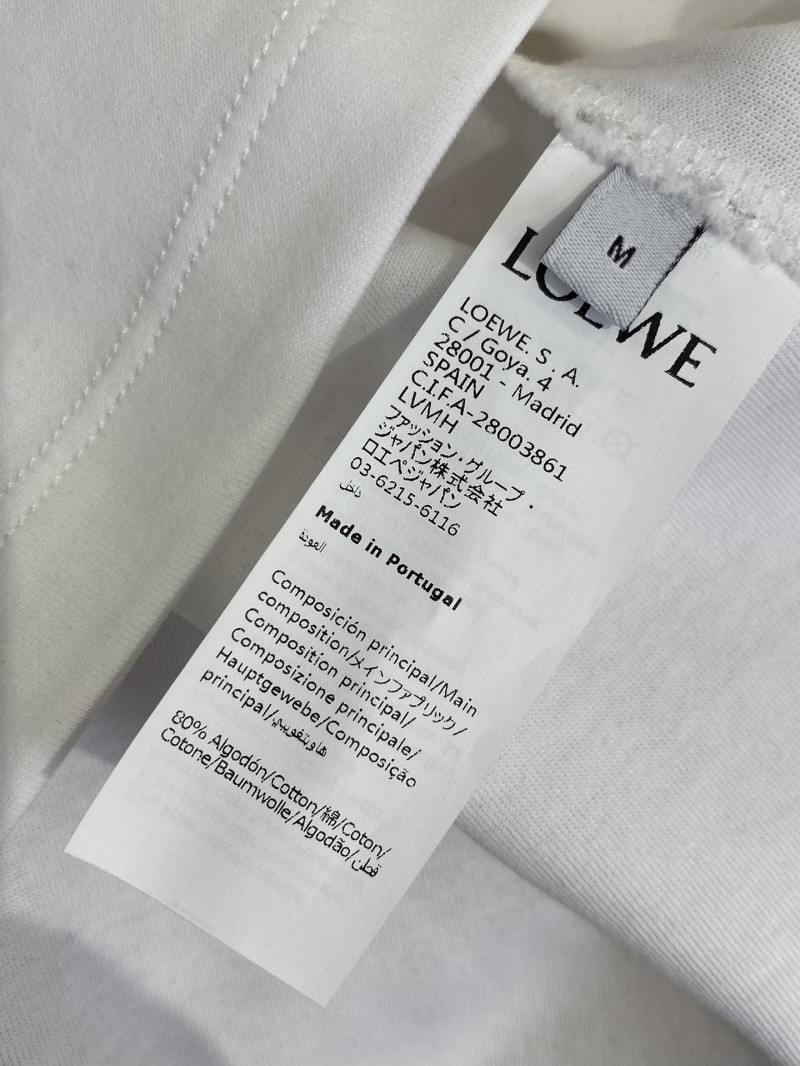 M
LOEWE
LOEWE. S . A.
C / Goya. 4
28001 - Madrid
SPAIN
C.I.F.A-28003861
LVMH
ファッション・グループ・
ジャパン株式会社
ロエベジャパン
03-6215-6116
داخل
Made in Portugal
Composición principal/Main
composition/メインファブリック/
Composition principal/
Composizione principale/
Hauptgewebe/Composição
principal/
80% Algodón/Cotton/綿/Coton/
Cotone/Baumwolle/Algodão/قطن